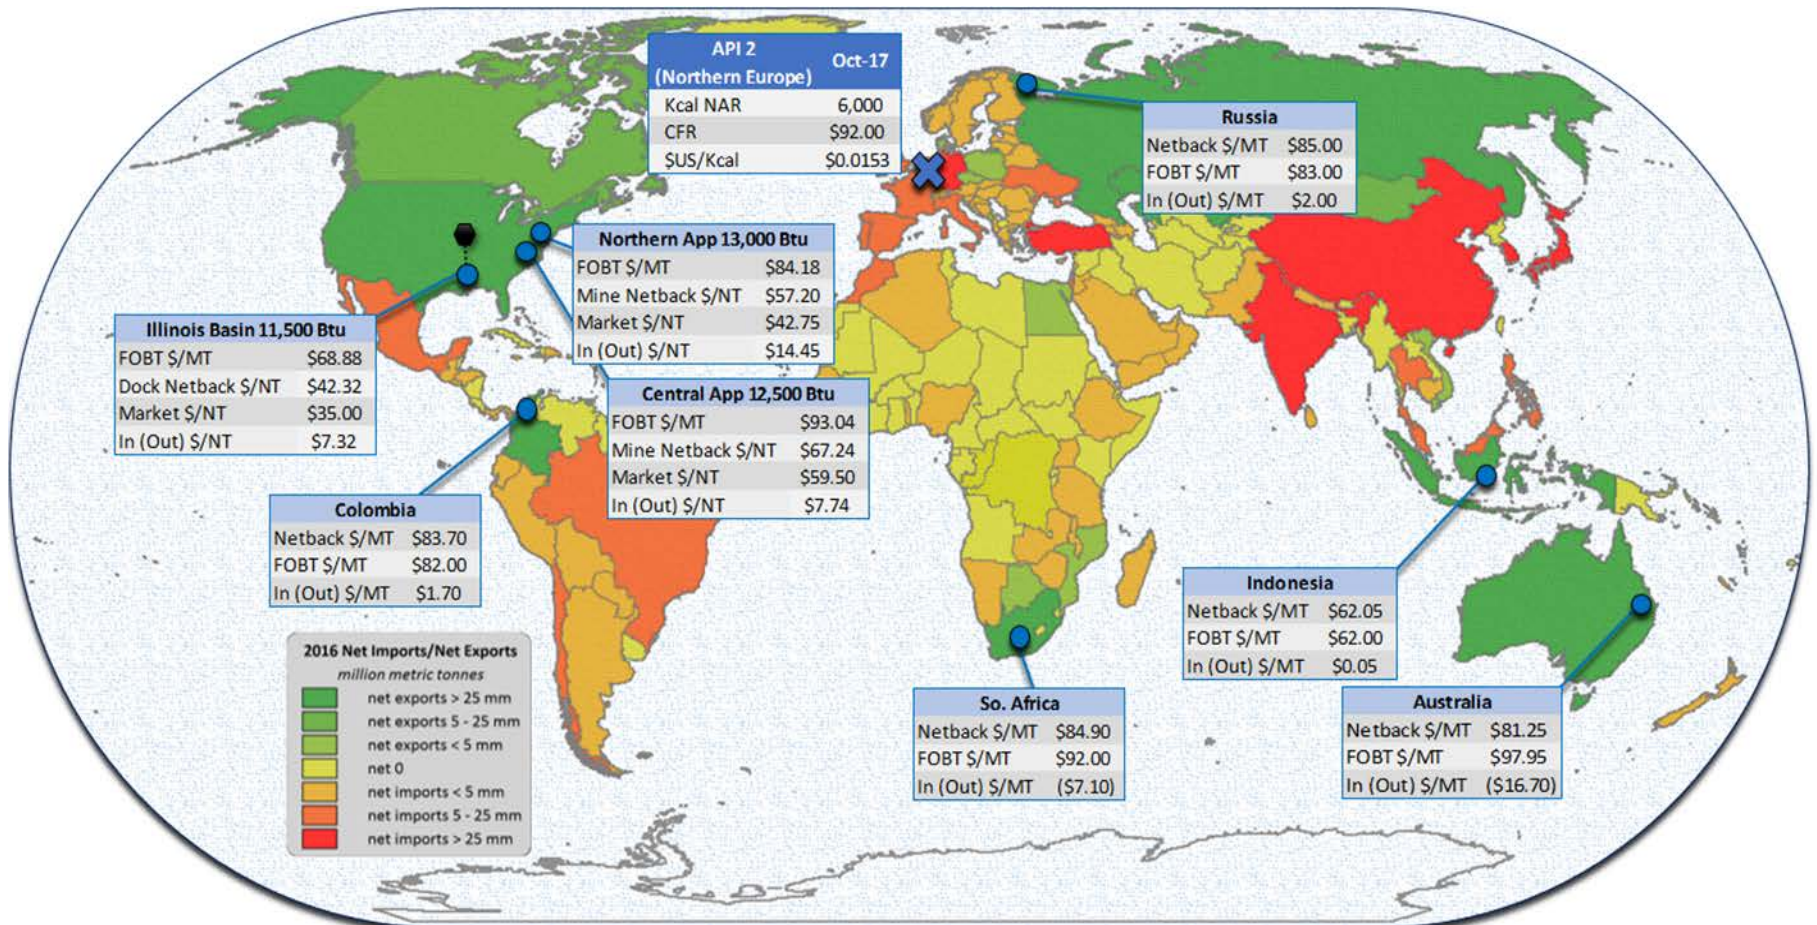 API 2 Oct-17
(Northern Europe)
Kcal NAR 6,000
CFR $92.00
$US/Kcal $0.0153
Russia
Netback $/MT $85.00
FOBT $/MT $83.00
In (Out) $/MT $2.00
Northern App 13,000 Btu
FOBT $/MT $84.18
Mine Netback $/NT $57.20
Market $/NT $42.75
In (Out) $/NT $14.45
Illinois Basin 11,500 Btu
FOBT $/MT $68.88
Dock Netback $/NT $42.32
Market $/NT $35.00
In (Out) $/NT $7.32
Central App 12,500 Btu
FOBT $/MT $93.04
Mine Netback $/NT $67.24
Market $/NT $59.50
In (Out) $/NT $7.74
Colombia
Netback $/MT $83.70
FOBT $/MT $82.00
In (Out) $/MT $1.70
Indonesia
Netback $/MT $62.05
FOBT $/MT $62.00
In (Out) $/MT $0.05
So. Africa
Netback $/MT $84.90
FOBT $/MT $92.00
In (Out) $/MT ($7.10)
Australia
Netback $/MT $81.25
FOBT $/MT $97.95
In (Out) $/MT ($16.70)
2016 Net Imports/Net Exports
million metric tonnes
net exports > 25 mm
net exports 5 - 25 mm
net exports < 5 mm
net 0
net imports < 5 mm
net imports 5 - 25 mm
net imports > 25 mm